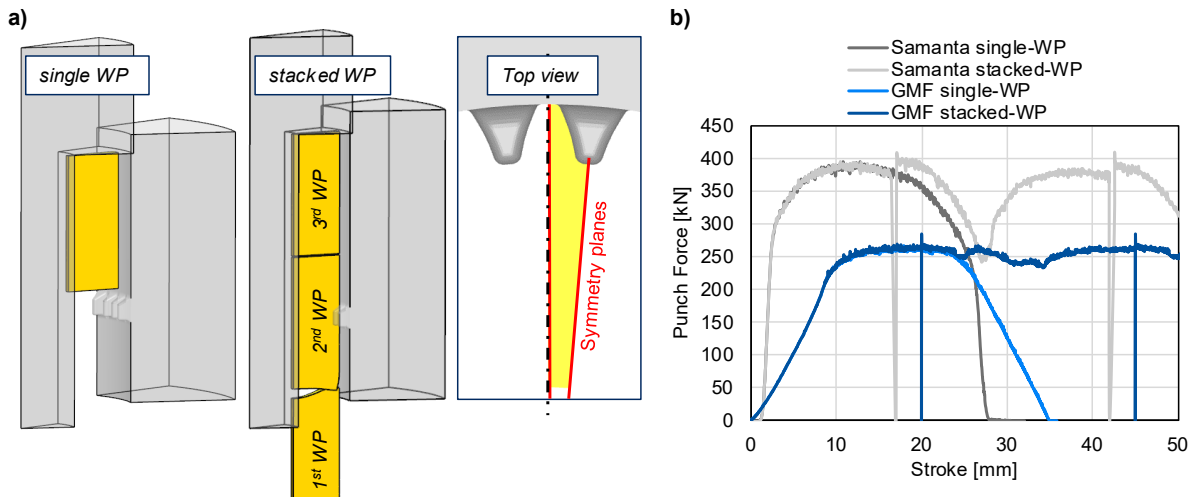 a)
single WP
stacked WP
3rd WP
2nd WP
1st WP
Top view
Symmetry planes
b)
Samanta single-WP
Samanta stacked-WP
GMF single-WP
GMF stacked-WP
Punch Force [kN]
450
400
350
300
250
200
150
100
50
0
0 10 20 30 40 50
Stroke [mm]